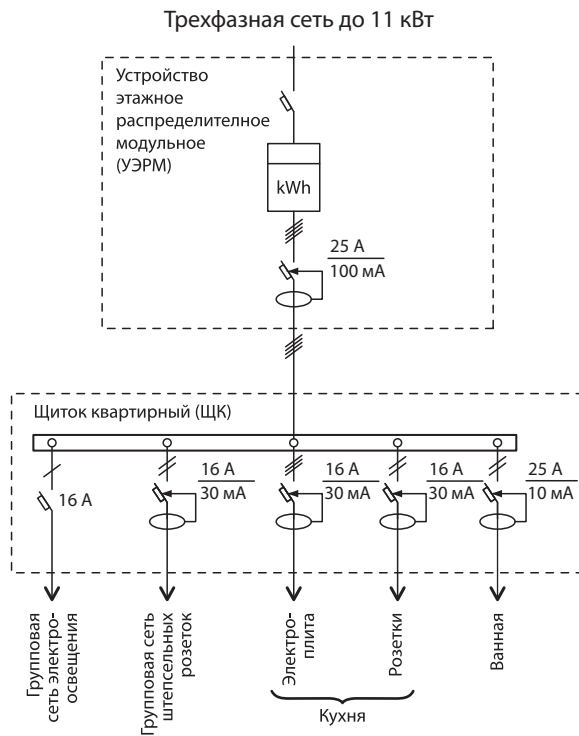 Трехфазная сеть до 11 кВт
Устройство
этажное
распределителное
модульное
(УЭРМ)
kWh
25 А
100 мА
Щиток квартирный (ЩК)
16 А
16 А
30 мА
16 А
30 мА
16 А
30 мА
25 А
10 мА
Групповая
сеть электро-
освещения
Групповая сеть
штепсельных
розеток
Электро-
плита
Розетки
Ванная
Кухня